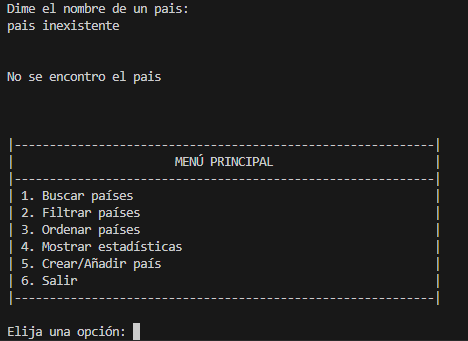 Dime el nombre de un pais:
pais inexistente
No se encontro el pais
|------------------------------------------------------------|
| MENÚ PRINCIPAL |
|------------------------------------------------------------|
| 1. Buscar países |
| 2. Filtrar países |
| 3. Ordenar países |
| 4. Mostrar estadísticas |
| 5. Crear/Añadir país |
| 6. Salir |
|------------------------------------------------------------|
Elija una opción: